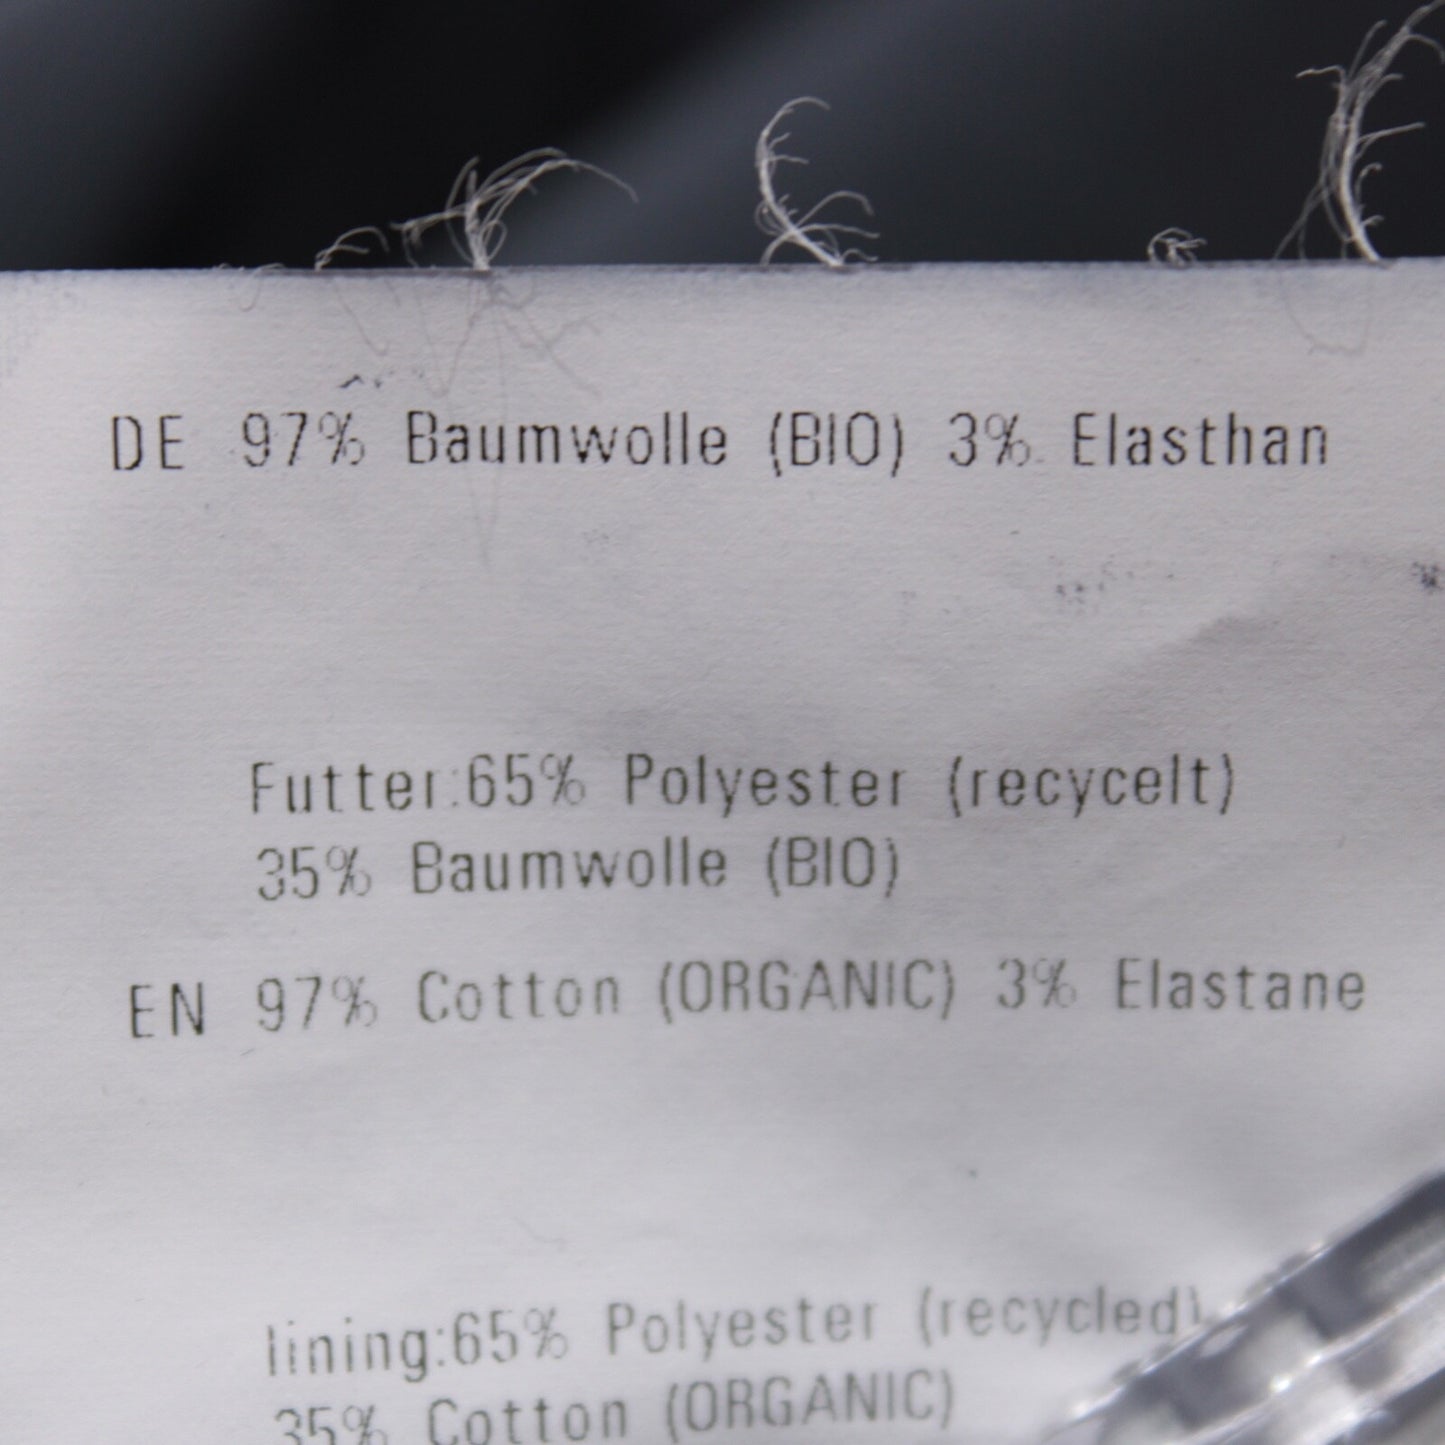 DE 97% Baumwolle (BIO) 3% Elasthan
Futter:65% Polyester (recycelt)
35% Baumwolle (BIO)
EN 97% Cotton (ORGANIC) 3% Elastane
lining:65% Polyester (recycled)
35% Cotton (ORGANIC)